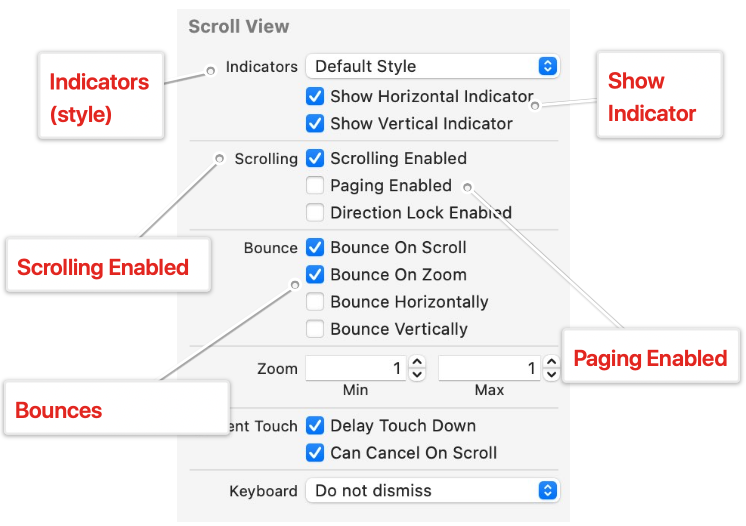 Scroll View
Indicators (style)
Indicators Default Style
Show Horizontal Indicator
Show Vertical Indicator
Show Indicator
Scrolling Scrolling Enabled
Paging Enabled
Direction Lock Enabled
Scrolling Enabled
Bounce Bounce On Scroll
Bounce On Zoom
Bounce Horizontally
Bounce Vertically
Paging Enabled
Zoom 1 1
Min Max
Bounces
ent Touch Delay Touch Down
Can Cancel On Scroll
Keyboard Do not dismiss